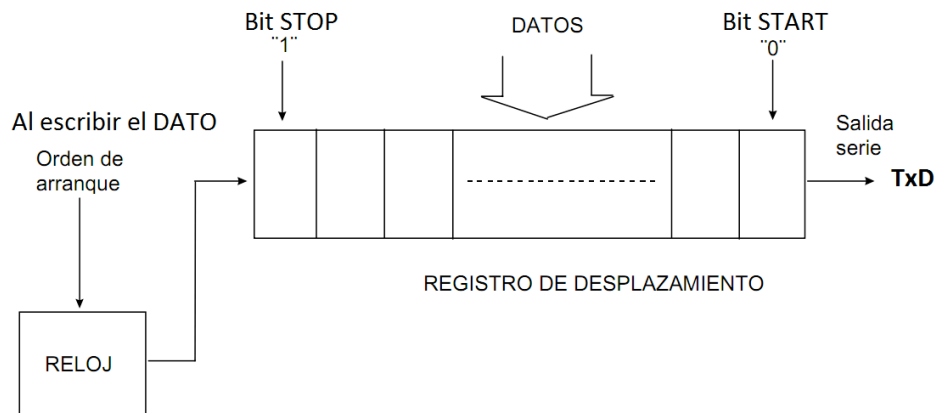 Bit STOP
¨1¨
DATOS
Bit START
¨0¨
Al escribir el DATO
Orden de
arranque
Salida
serie
TxD
REGISTRO DE DESPLAZAMIENTO
RELOJ